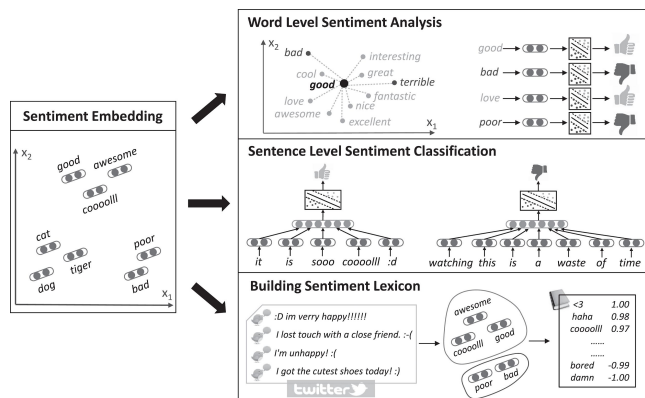 Sentiment Embedding
X2
good
awesome
coooolll
cat
dog
tiger
poor
bad
X1
Word Level Sentiment Analysis
X2
bad
interesting
cool
great
good
terrible
love
fantastic
nice
awesome
excellent
X1
good
bad
love
poor
Sentence Level Sentiment Classification
it is sooo coooolll :d
watching this is a waste of time
Building Sentiment Lexicon
:D im verry happy!!!!!!
I lost touch with a close friend. :-(
I'm unhappy! :(
I got the cutest shoes today! :)
twitter
awesome
coooolll
good
poor
bad
<3 1.00
haha 0.98
coooolll 0.97
......
......
bored -0.99
damn -1.00